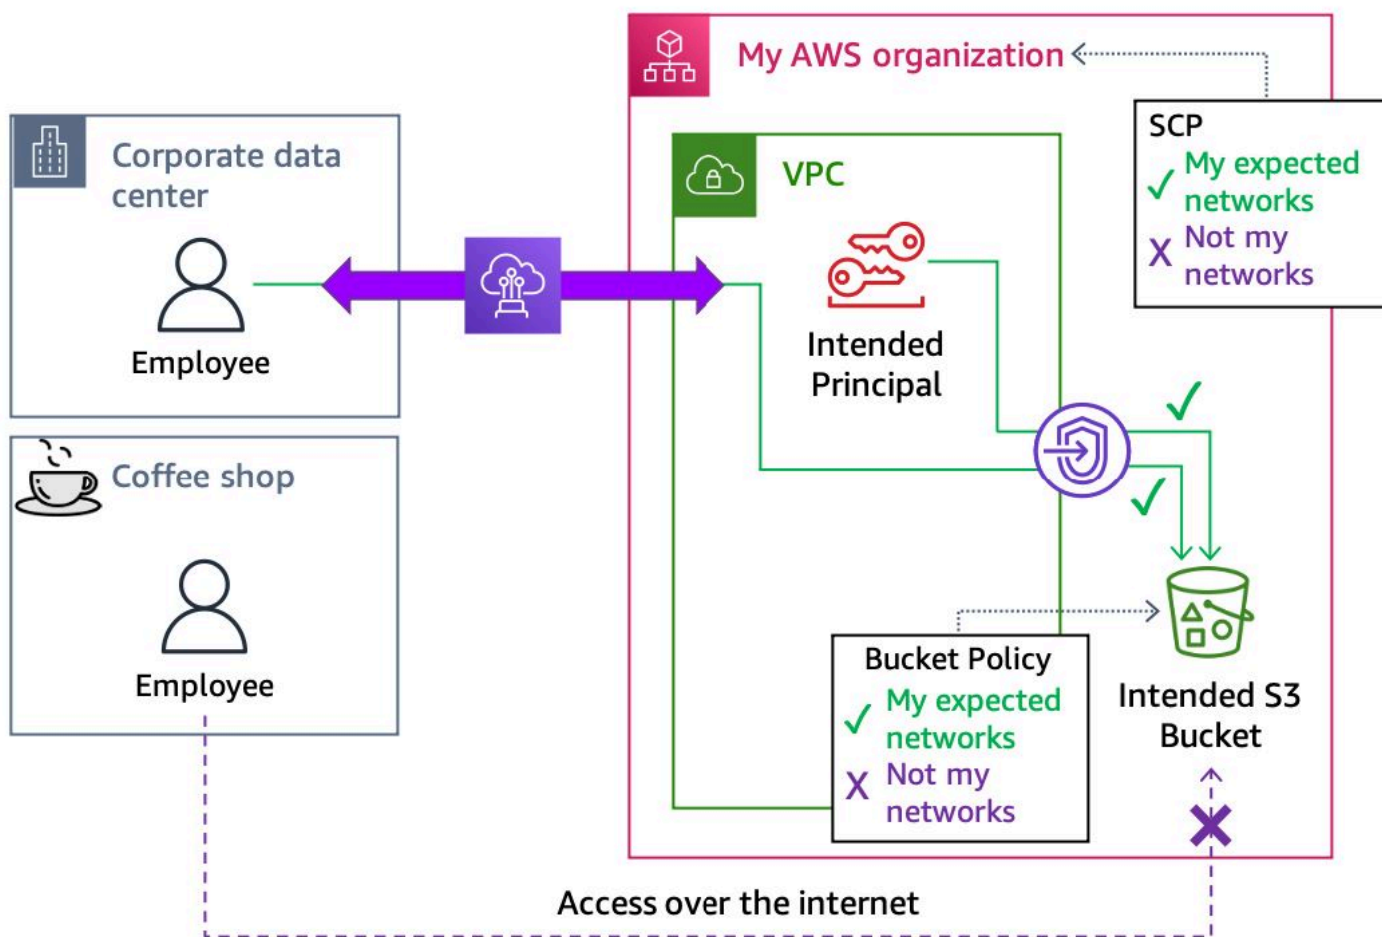 My AWS organization
SCP
My expected
networks
Not my
networks
Corporate data
center
Employee
VPC
Intended
Principal
Coffee shop
Employee
Bucket Policy
My expected
networks
Not my
networks
Intended S3
Bucket
Access over the internet